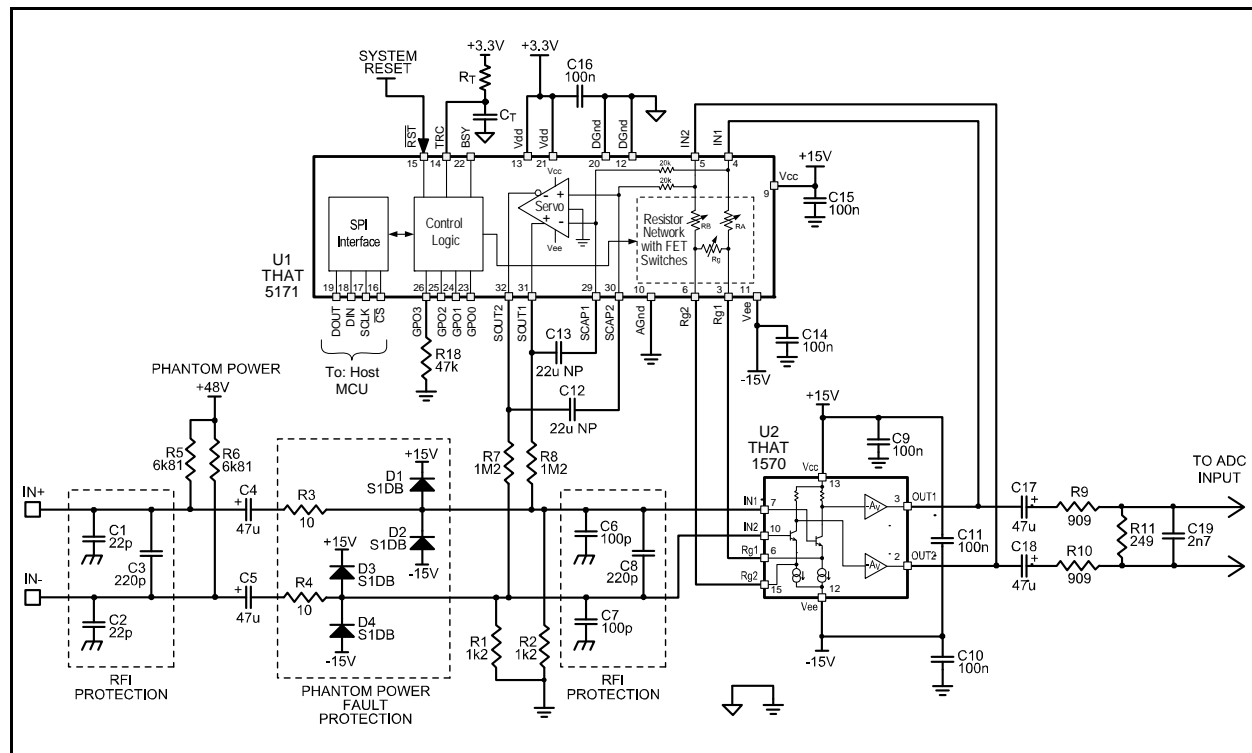 SYSTEM
RESET
+3.3V
+3.3V
RT
CT
C16
100n
RST
TRC
BSY
Vdd
Vdd
DGnd
DGnd
IN2
IN1
15
14
22
13
21
20
12
5
4
+15V
Vcc
9
C15
100n
20k
20k
Vcc
Servo
Vee
- +
+ -
SPI
Interface
Control
Logic
Resistor
Network
with FET
Switches
RB
RA
Rg
U1
THAT
5171
19
18
17
16
26
25
24
23
32
31
29
30
10
6
3
11
DOUT
DIN
SCLK
CS
GPO3
GPO2
GPO1
GPO0
SOUT2
SOUT1
SCAP1
SCAP2
AGnd
Rg2
Rg1
Vee
To: Host
MCU
R18
47k
C13
22u NP
C12
22u NP
C14
100n
-15V
PHANTOM POWER
+48V
R5
6k81
R6
6k81
R7
1M2
R8
1M2
+15V
C9
100n
U2
THAT
1570
Vcc
13
IN+
C1
22p
C3
220p
C4
+
47u
R3
10
+15V
D1
S1DB
D2
S1DB
-15V
C6
100p
C8
220p
IN1
7
IN2
10
Rg1
6
Rg2
15
-Av
-Av
3
OUT1
2
OUT2
12
Vee
C11
100n
C17
+
47u
R9
909
TO ADC
INPUT
R11
249
C19
2n7
C18
+
47u
R10
909
IN-
C2
22p
C5
+
47u
R4
10
+15V
D3
S1DB
D4
S1DB
-15V
R1
1k2
R2
1k2
C7
100p
-15V
C10
100n
RFI
PROTECTION
PHANTOM POWER
FAULT
PROTECTION
RFI
PROTECTION